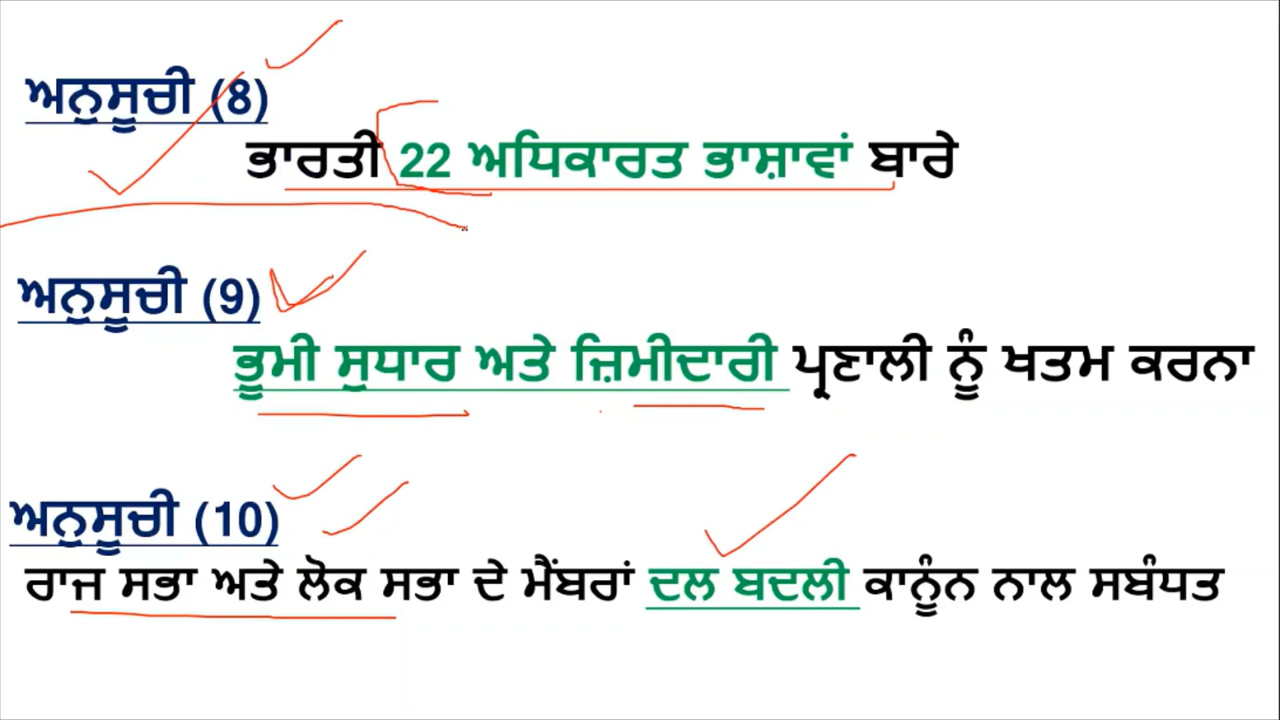 ਅਨੁਸੂਚੀ (8)
ਭਾਰਤੀ 22 ਅਧਿਕਾਰਤ ਭਾਸ਼ਾਵਾਂ ਬਾਰੇ
ਅਨੁਸੂਚੀ (9)
ਭੂਮੀ ਸੁਧਾਰ ਅਤੇ ਜ਼ਿਮੀਦਾਰੀ ਪ੍ਰਣਾਲੀ ਨੂੰ ਖਤਮ ਕਰਨਾ
ਅਨੁਸੂਚੀ (10)
ਰਾਜ ਸਭਾ ਅਤੇ ਲੋਕ ਸਭਾ ਦੇ ਮੈਂਬਰਾਂ ਦਲ ਬਦਲੀ ਕਾਨੂੰਨ ਨਾਲ ਸਬੰਧਤ